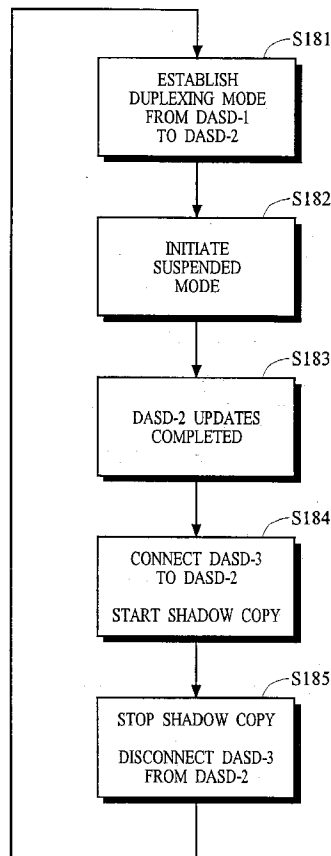 S181
ESTABLISH
DUPLEXING MODE
FROM DASD-1
TO DASD-2
S182
INITIATE
SUSPENDED
MODE
S183
DASD-2 UPDATES
COMPLETED
S184
CONNECT DASD-3
TO DASD-2
START SHADOW COPY
S185
STOP SHADOW COPY
DISCONNECT DASD-3
FROM DASD-2